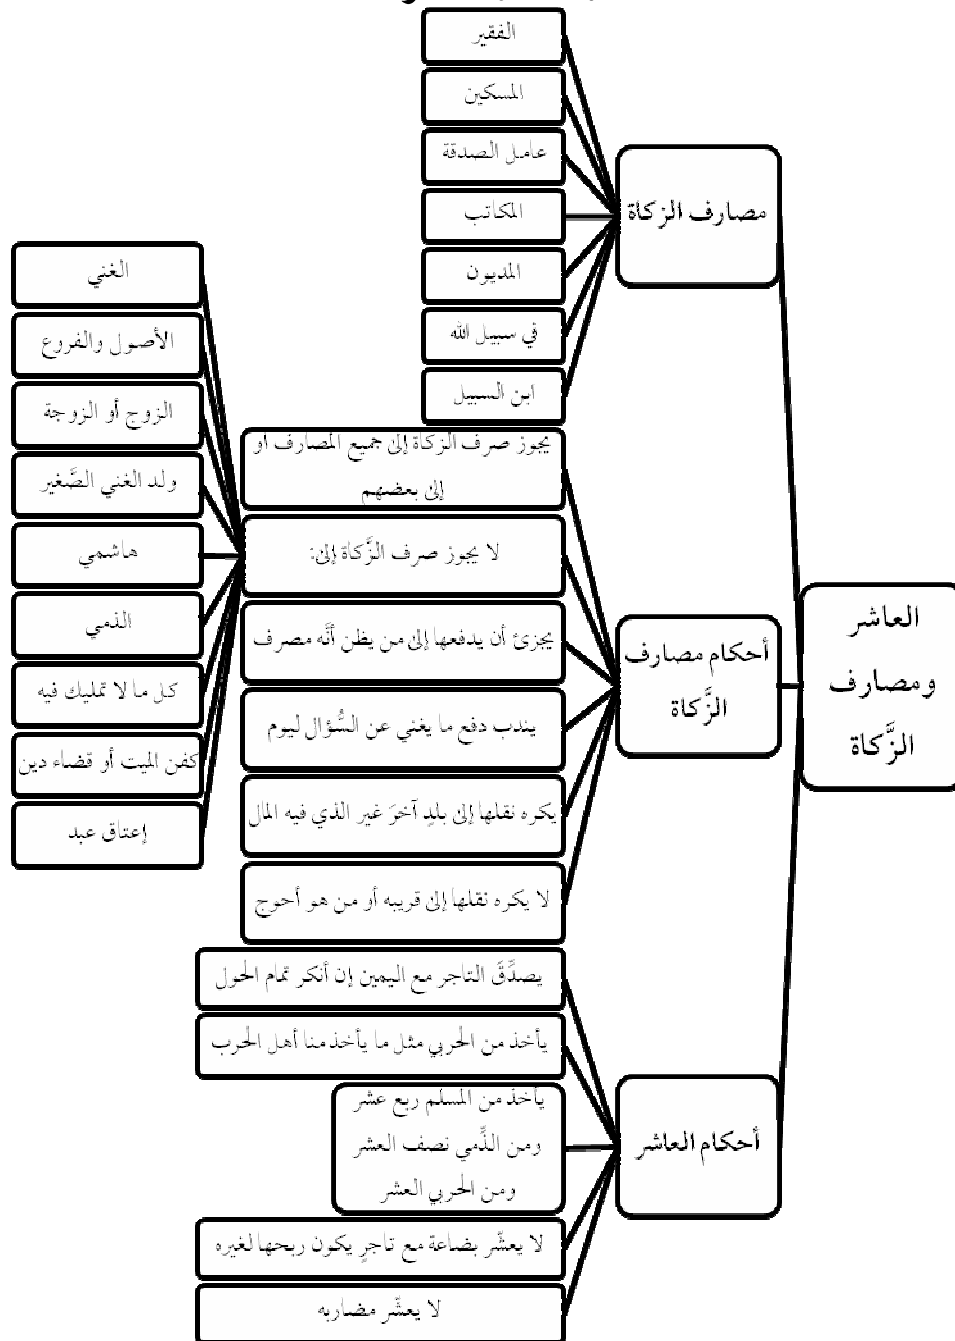 العاشر
ومصارف
الزَّكاة
مصارف الزكاة
الفقير
المسكين
عامل الصدقة
المكاتب
المديون
في سبيل الله
ابن السبيل
أحكام مصارف
الزَّكاة
يجوز صرف الزكاة إلى جميع المصارف او
إلى بعضهم
لا يجوز صرف الزَّكاة إلى:
الغني
الأصول والفروع
الزوج أو الزوجة
ولد الغني الصَّغير
هاشمي
الذمي
كل ما لا تمليك فيه
كفن الميت أو قضاء دين
إعتاق عبد
يجزئ أن يدفعها إلى من يظن أنَّه مصرف
يندب دفع ما يغني عن السُّؤال ليوم
يكره نقلها إلى بلدٍ آخرَ غير الذي فيه المال
لا يكره نقلها إلى قريبه أو من هو أحوج
أحكام العاشر
يصدَّق التاجر مع اليمين إن أنكر تمام الحول
يأخذ من الحربي مثل ما يأخذ منا أهل الحرب
يأخذ من المسلم ربع عشر
ومن الذِّمي نصف العشر
ومن الحربي العشر
لا يعشّر بضاعة مع تاجرٍ يكون ربحها لغيره
لا يعشّر مضاربه